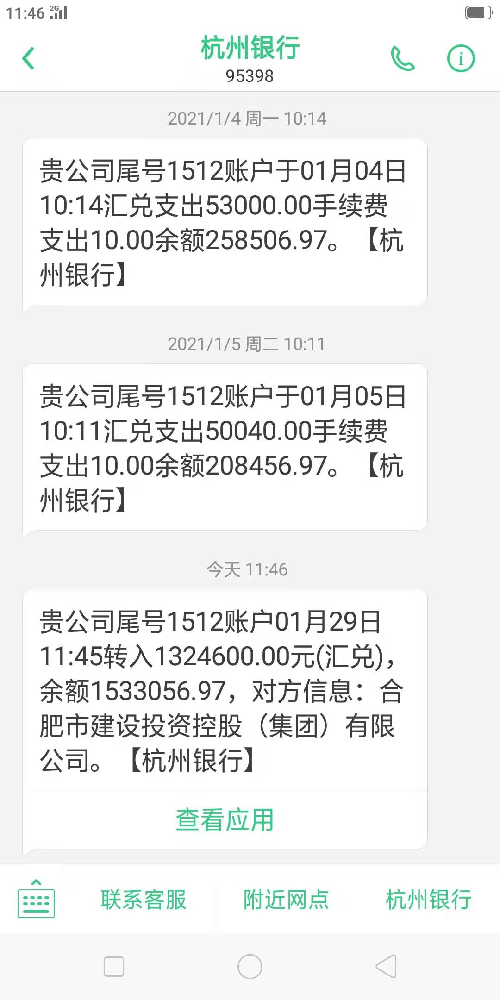 11:46 2G
杭州银行
95398
2021/1/4 周一 10:14
贵公司尾号1512账户于01月04日
10:14汇兑支出53000.00手续费
支出10.00余额258506.97。【杭
州银行】
2021/1/5 周二 10:11
贵公司尾号1512账户于01月05日
10:11汇兑支出50040.00手续费
支出10.00余额208456.97。【杭
州银行】
今天 11:46
贵公司尾号1512账户01月29日
11:45转入1324600.00元(汇兑)，
余额1533056.97，对方信息：合
肥市建设投资控股（集团）有限
公司。【杭州银行】
查看应用
联系客服 附近网点 杭州银行